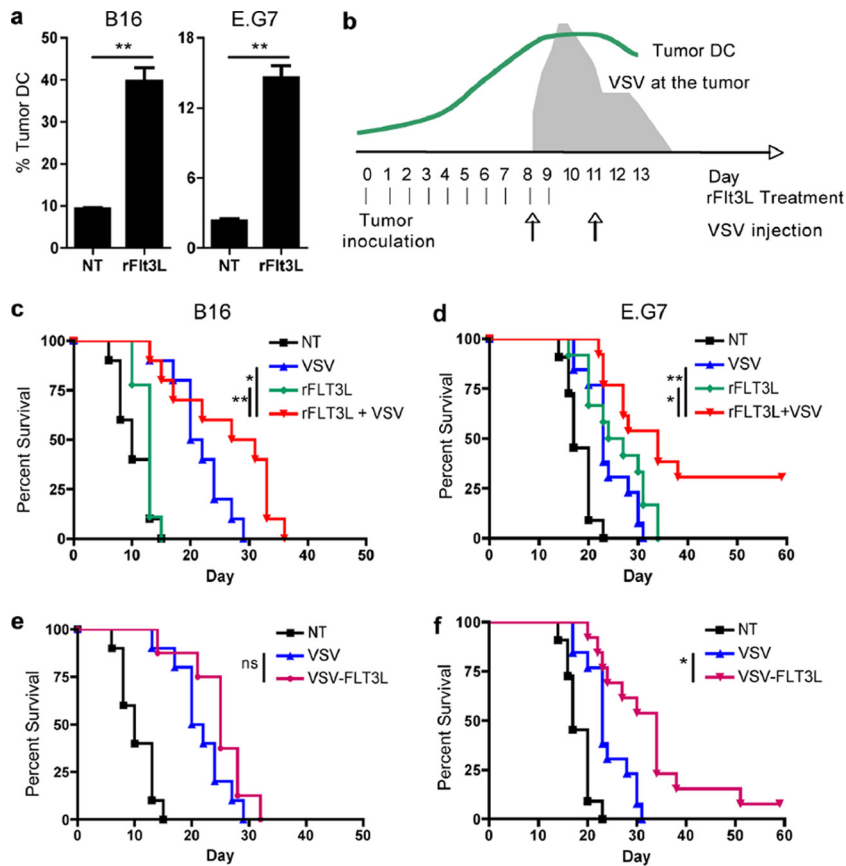 a
B16
E.G7
**
**
% Tumor DC
50
40
30
20
10
0
18
15
12
9
6
3
0
NT
rFlt3L
NT
rFlt3L
b
Tumor DC
VSV at the tumor
0 1 2 3 4 5 6 7 8 9 10 11 12 13 Day
rFlt3L Treatment
Tumor
inoculation
VSV injection
c
B16
Percent Survival
100
75
50
25
0
0 10 20 30 40 50
Day
NT
VSV
rFLT3L
rFLT3L + VSV
*
**
d
E.G7
Percent Survival
100
75
50
25
0
0 20 40 60
Day
NT
VSV
rFLT3L
rFLT3L+VSV
**
*
e
Percent Survival
100
75
50
25
0
0 10 20 30 40 50
Day
NT
VSV
VSV-FLT3L
ns
f
Percent Survival
100
75
50
25
0
0 10 20 30 40 50 60
Day
NT
VSV
VSV-FLT3L
*